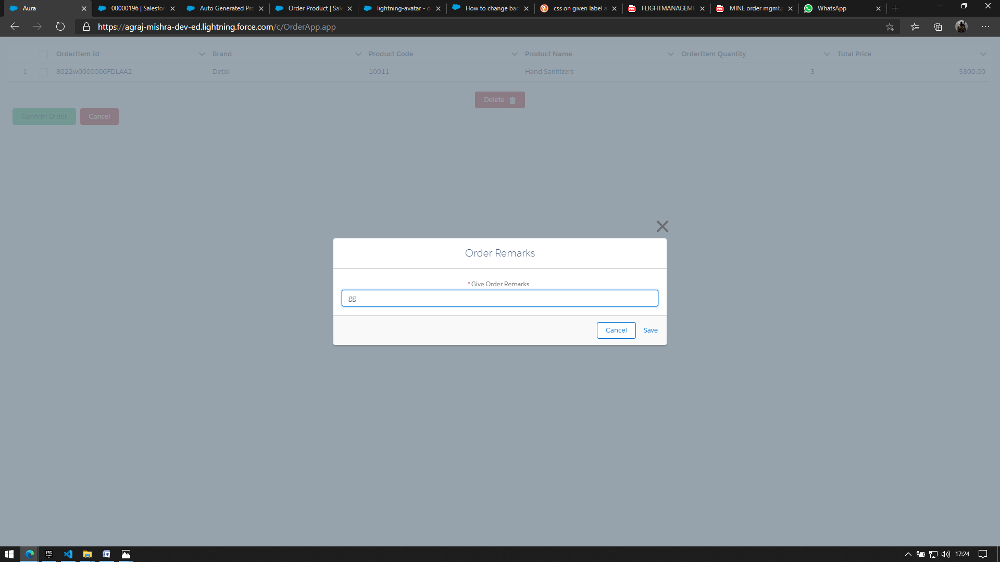 Aura
00000196 | Salesfor
Auto Generated Pro
Order Product | Sale
lightning-avatar - d
How to change bac
css on given label a
FLIGHTMANAGEME
MINE order mgmt.p
WhatsApp
https://agraj-mishra-dev-ed.lightning.force.com/c/OrderApp.app
OrderItem Id Brand Product Code Product Name OrderItem Quantity Total Price
1 8022w0000006FDLAA2 Detol 10011 Hand Sanitizers 3 $300.00
Delete
Confirm Order Cancel
Order Remarks
* Give Order Remarks
gg
Cancel Save
EPIC
17:24